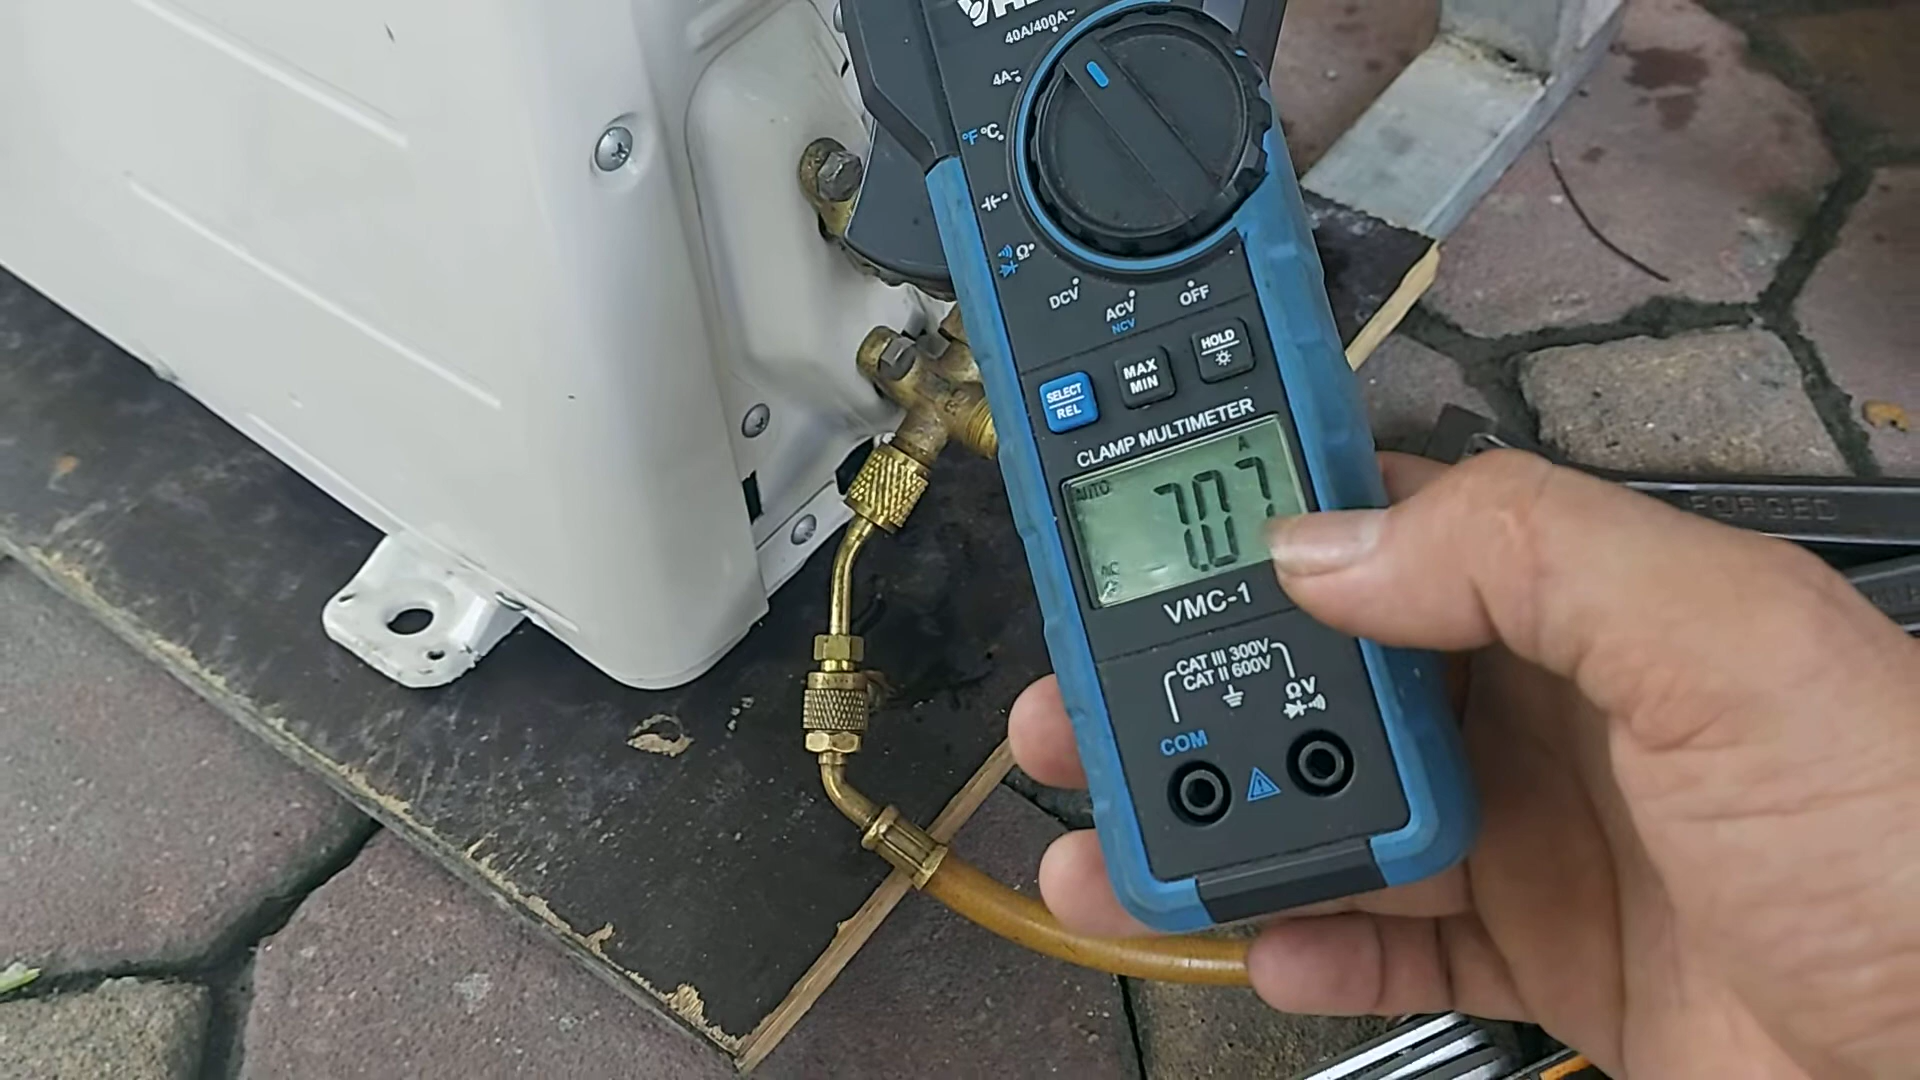 40A/400A~
4A~
°F °C
Ω
DCV
ACV
NCV
OFF
SELECT
REL
MAX
MIN
HOLD
CLAMP MULTIMETER
A
AUTO
7.07
AC
VMC-1
CAT III 300V
CAT II 600V
ΩV
COM
FORGED